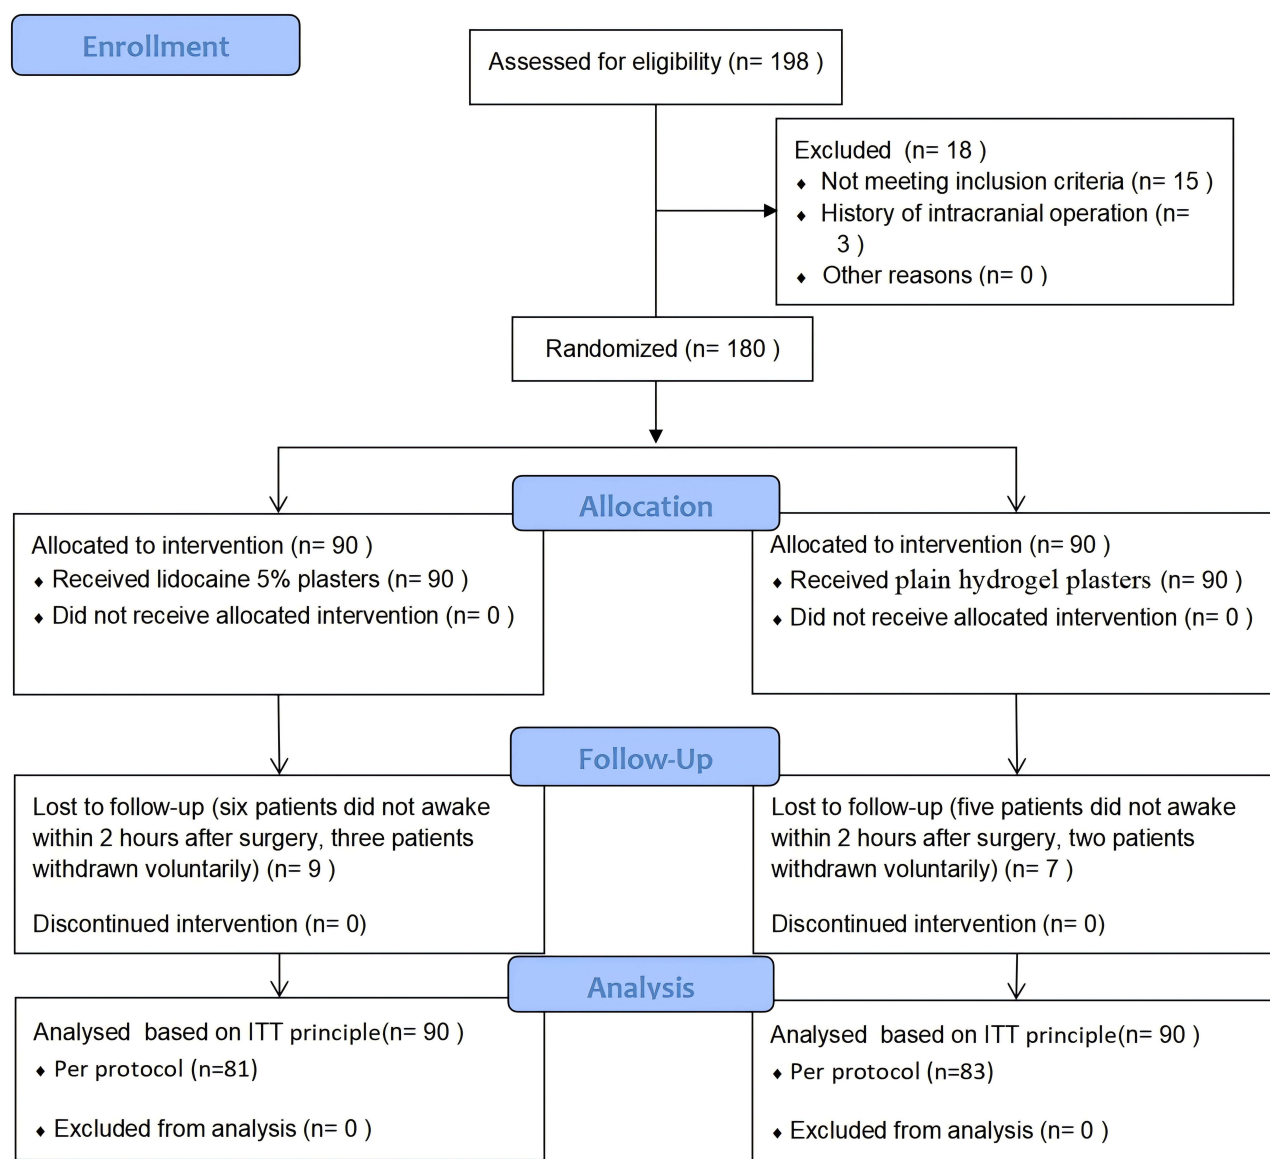 Enrollment
Assessed for eligibility (n= 198 )
Excluded (n= 18 )
♦ Not meeting inclusion criteria (n= 15 )
♦ History of intracranial operation (n=
3 )
♦ Other reasons (n= 0 )
Randomized (n= 180 )
Allocation
Allocated to intervention (n= 90 )
♦ Received lidocaine 5% plasters (n= 90 )
♦ Did not receive allocated intervention (n= 0 )
Allocated to intervention (n= 90 )
♦ Received plain hydrogel plasters (n= 90 )
♦ Did not receive allocated intervention (n= 0 )
Follow-Up
Lost to follow-up (six patients did not awake
within 2 hours after surgery, three patients
withdrawn voluntarily) (n= 9 )
Discontinued intervention (n= 0)
Lost to follow-up (five patients did not awake
within 2 hours after surgery, two patients
withdrawn voluntarily) (n= 7 )
Discontinued intervention (n= 0)
Analysis
Analysed  based on ITT principle(n= 90 )
♦ Per protocol (n=81)
♦ Excluded from analysis (n= 0 )
Analysed  based on ITT principle(n= 90 )
♦ Per protocol (n=83)
♦ Excluded from analysis (n= 0 )